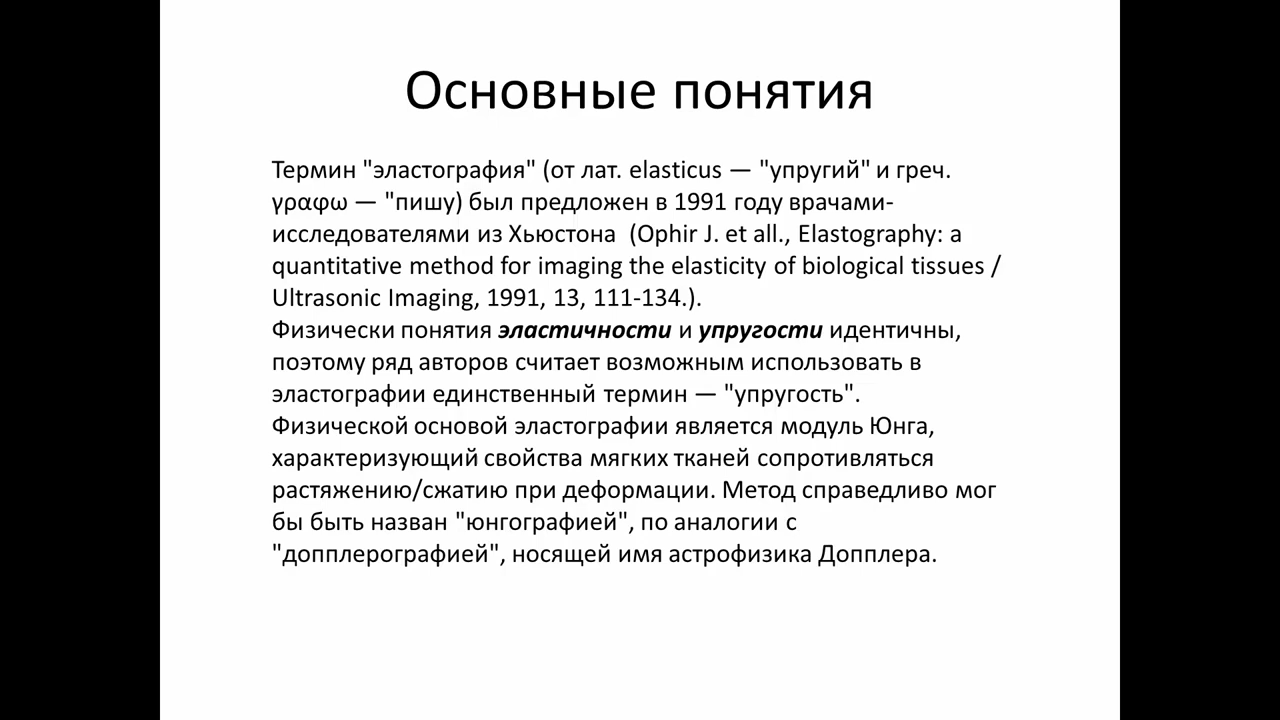 Основные понятия
Термин "эластография" (от лат. elasticus — "упругий" и греч.
γραφω — "пишу) был предложен в 1991 году врачами-
исследователями из Хьюстона  (Ophir J. et all., Elastography: a
quantitative method for imaging the elasticity of biological tissues /
Ultrasonic Imaging, 1991, 13, 111-134.).
Физически понятия эластичности и упругости идентичны,
поэтому ряд авторов считает возможным использовать в
эластографии единственный термин — "упругость".
Физической основой эластографии является модуль Юнга,
характеризующий свойства мягких тканей сопротивляться
растяжению/сжатию при деформации. Метод справедливо мог
бы быть назван "юнгографией", по аналогии с
"допплерографией", носящей имя астрофизика Допплера.